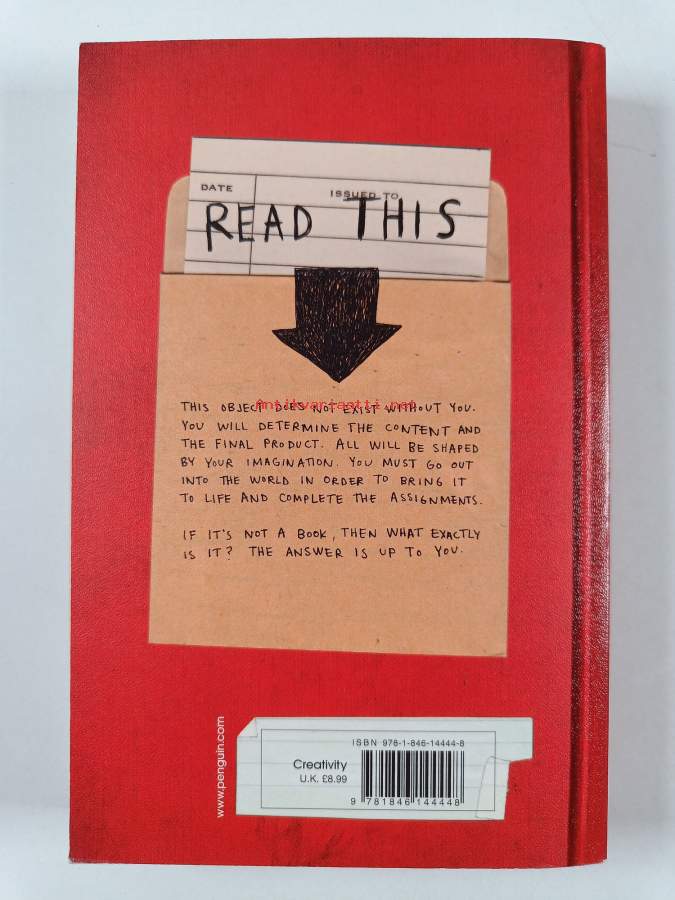 DATE
ISSUED TO
READ THIS
THIS OBJECT DOES NOT EXIST WITHOUT YOU.
Antikvariaatti.net
YOU WILL DETERMINE THE CONTENT AND
THE FINAL PRODUCT. ALL WILL BE SHAPED
BY YOUR IMAGINATION. YOU MUST GO OUT
INTO THE WORLD IN ORDER TO BRING IT
TO LIFE AND COMPLETE THE ASSIGNMENTS.
IF IT'S NOT A BOOK, THEN WHAT EXACTLY
IS IT? THE ANSWER IS UP TO YOU.
www.penguin.com
ISBN 978-1-846-14444-8
Creativity
U.K. £8.99
9 781846 144448